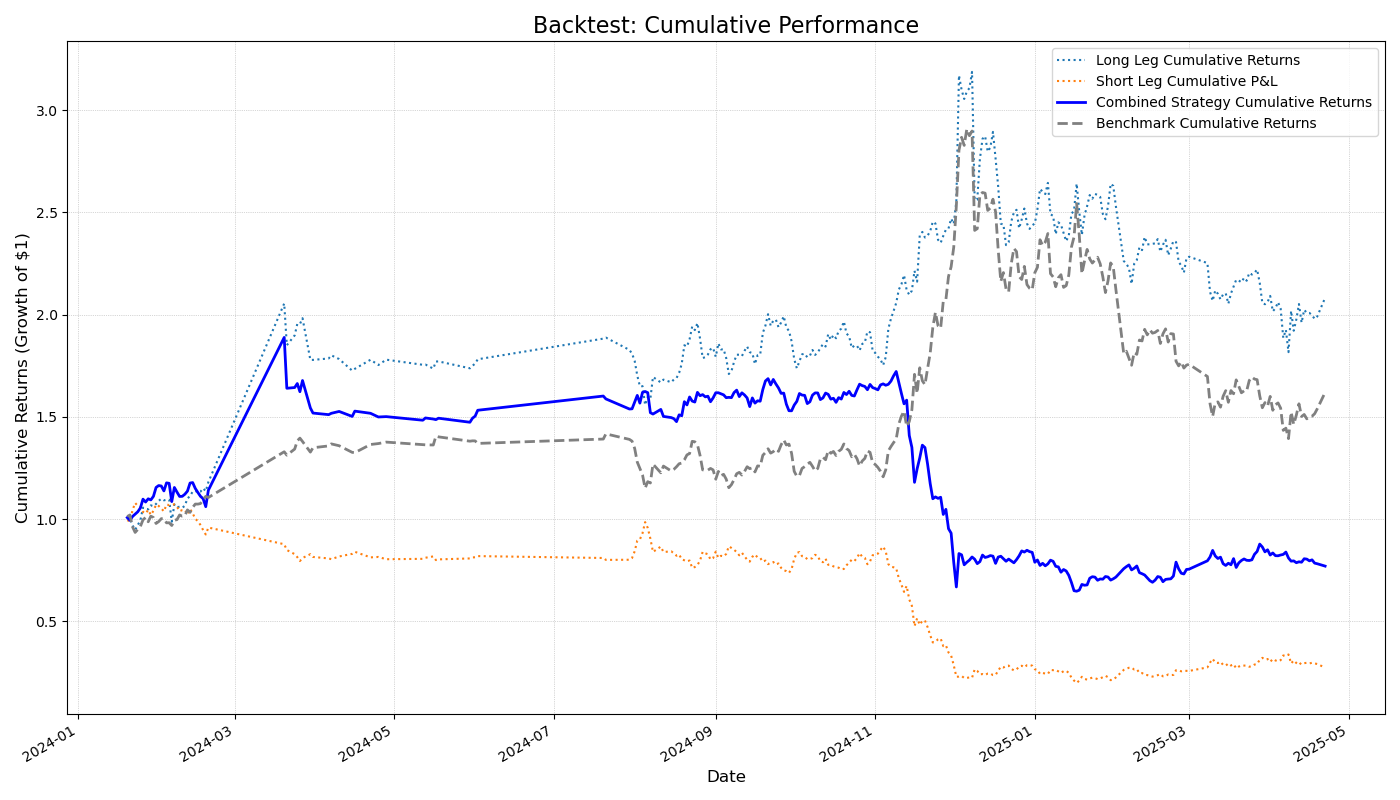 Backtest: Cumulative Performance
Long Leg Cumulative Returns
Short Leg Cumulative P&L
Combined Strategy Cumulative Returns
Benchmark Cumulative Returns
Cumulative Returns (Growth of $1)
3.0
2.5
2.0
1.5
1.0
0.5
2024-01
2024-03
2024-05
2024-07
2024-09
2024-11
2025-01
2025-03
2025-05
Date